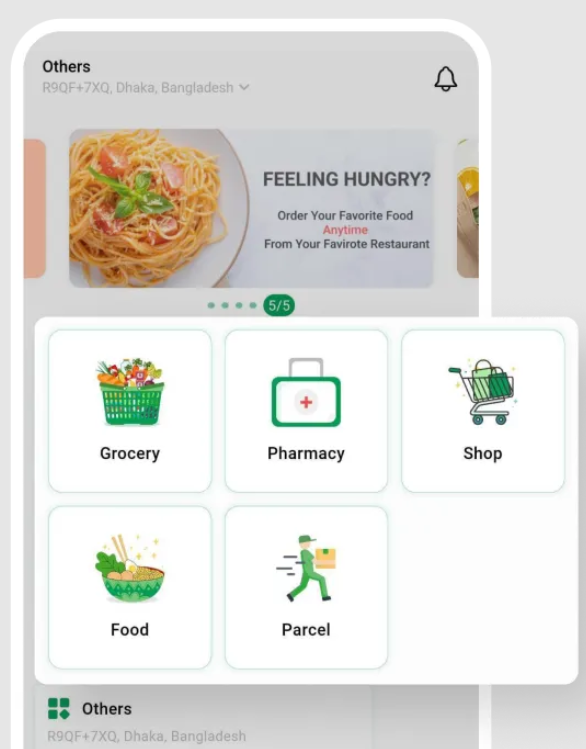 Others
R9QF+7XQ, Dhaka, Bangladesh
FEELING HUNGRY?
Order Your Favorite Food
Anytime
From Your Favirote Restaurant
5/5
Grocery
Pharmacy
Shop
Food
Parcel
Others
R9QF+7XQ, Dhaka, Bangladesh